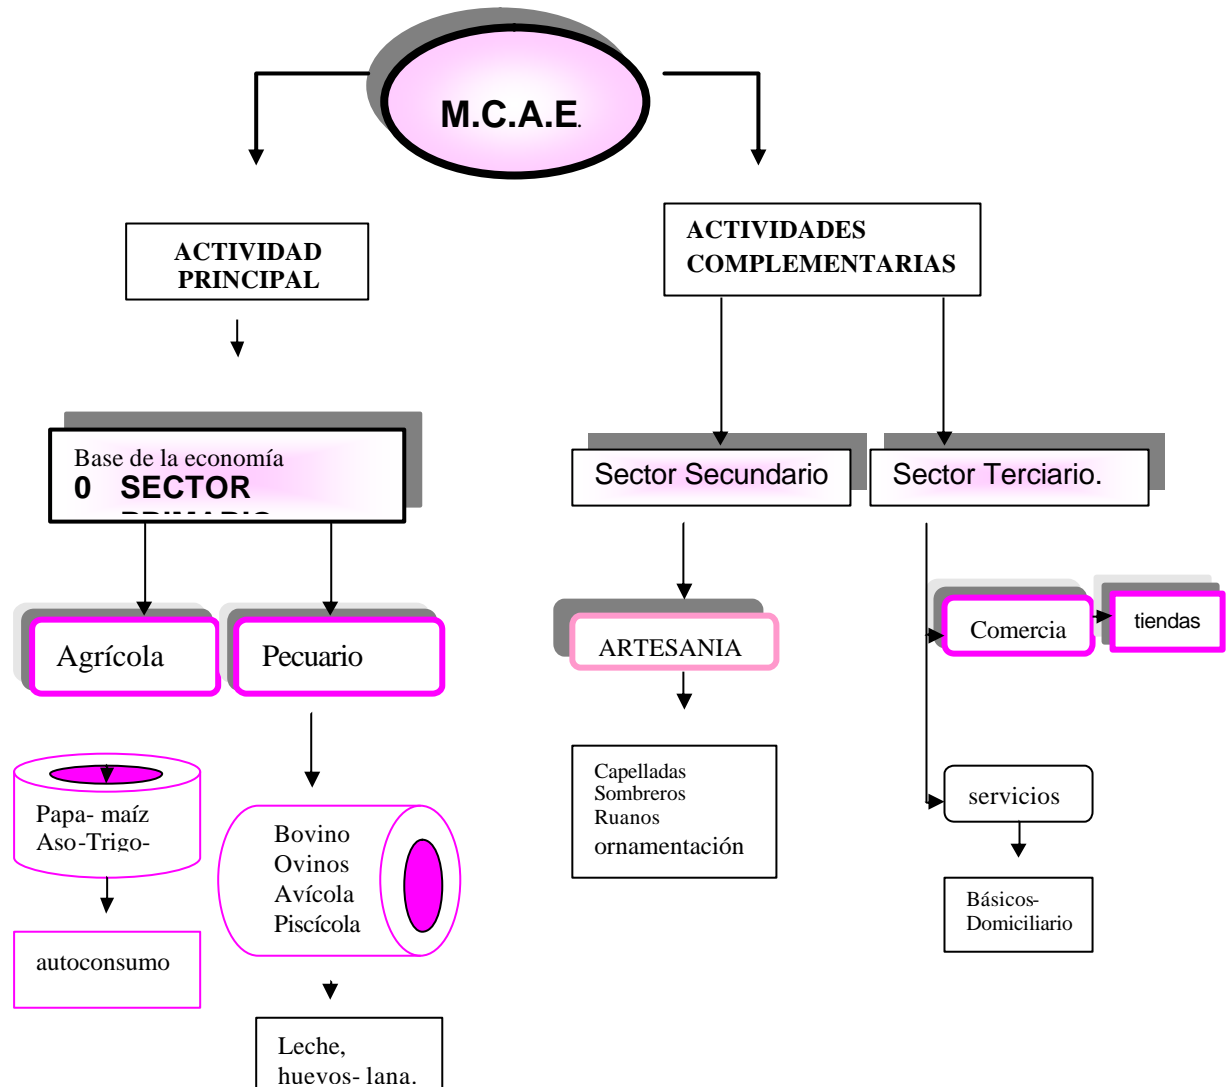 M.C.A.E.
ACTIVIDAD
PRINCIPAL
ACTIVIDADES
COMPLEMENTARIAS
Base de la economía
0 SECTOR
Sector Secundario
Sector Terciario.
Agrícola
Pecuario
ARTESANIA
Comercia
tiendas
Papa- maíz
Aso-Trigo-
Bovino
Ovinos
Avícola
Piscícola
Capelladas
Sombreros
Ruanos
ornamentación
servicios
Básicos-
Domiciliario
autoconsumo
Leche,
huevos- lana.